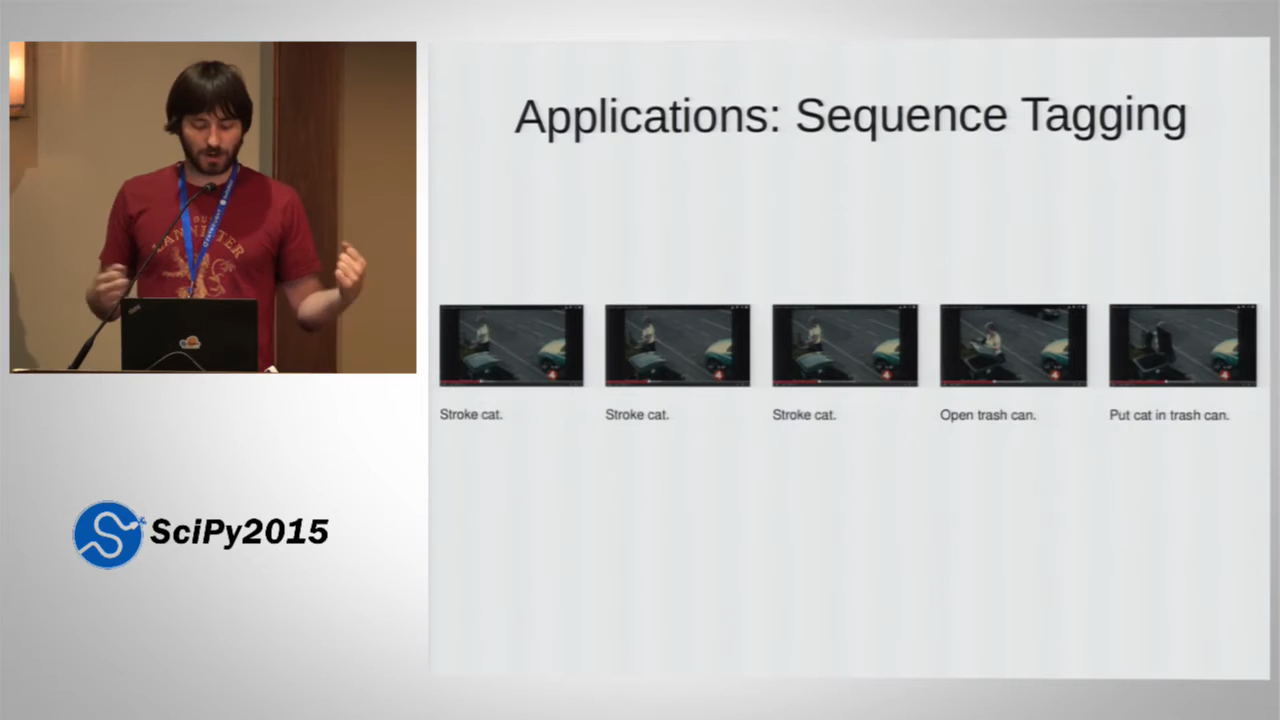 Applications: Sequence Tagging
Stroke cat.
Stroke cat.
Stroke cat.
Open trash can.
Put cat in trash can.
SciPy2015